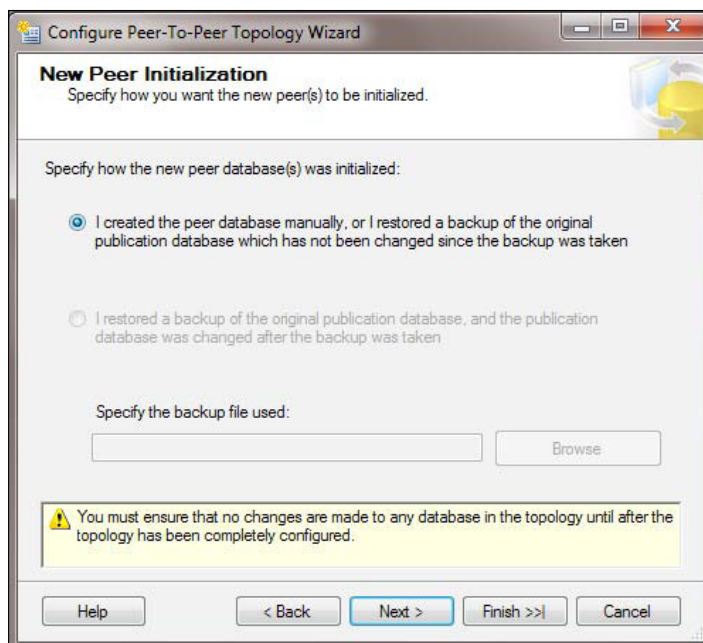 Configure Peer-To-Peer Topology Wizard
New Peer Initialization
Specify how you want the new peer(s) to be initialized.
Specify how the new peer database(s) was initialized:
I created the peer database manually, or I restored a backup of the original
publication database which has not been changed since the backup was taken
I restored a backup of the original publication database, and the publication
database was changed after the backup was taken
Specify the backup file used:
Browse
You must ensure that no changes are made to any database in the topology until after the
topology has been completely configured.
Help
< Back
Next >
Finish >>|
Cancel